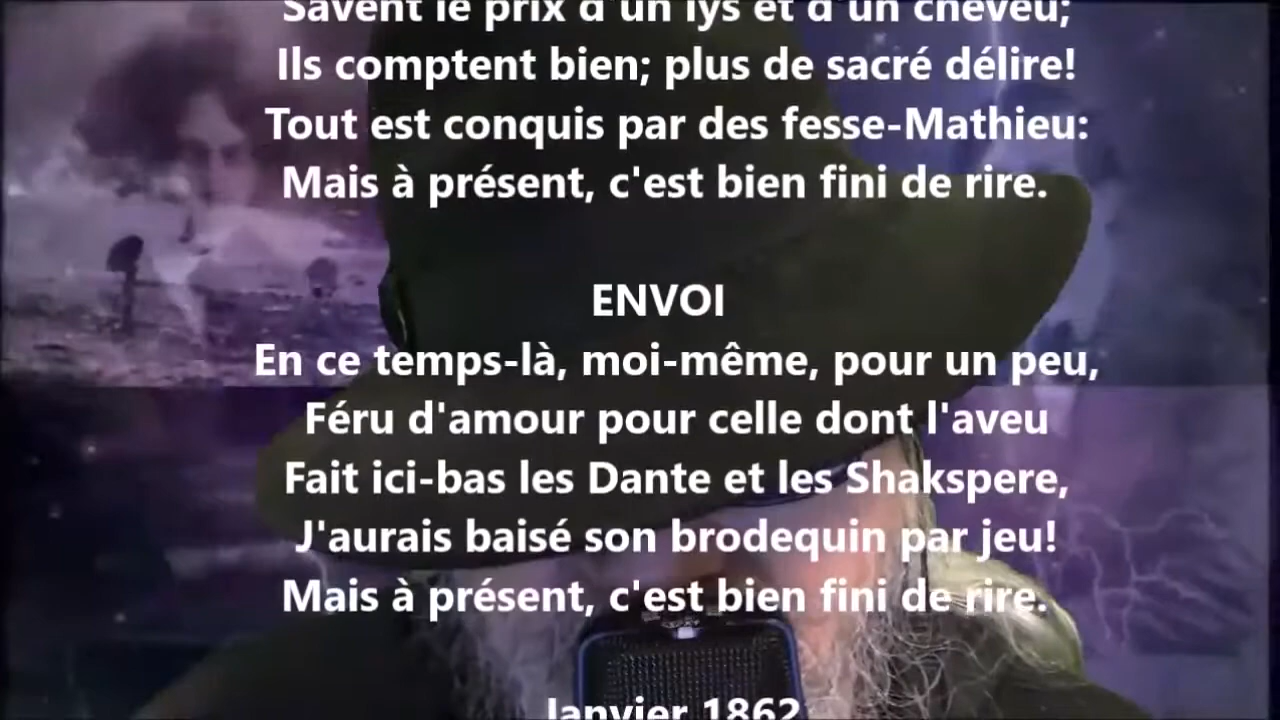 Savent le prix d'un lys et d'un cheveu;
Ils comptent bien; plus de sacré délire!
Tout est conquis par des fesse-Mathieu:
Mais à présent, c'est bien fini de rire.
ENVOI
En ce temps-là, moi-même, pour un peu,
Féru d'amour pour celle dont l'aveu
Fait ici-bas les Dante et les Shakspere,
J'aurais baisé son brodequin par jeu!
Mais à présent, c'est bien fini de rire.
Janvier 1862